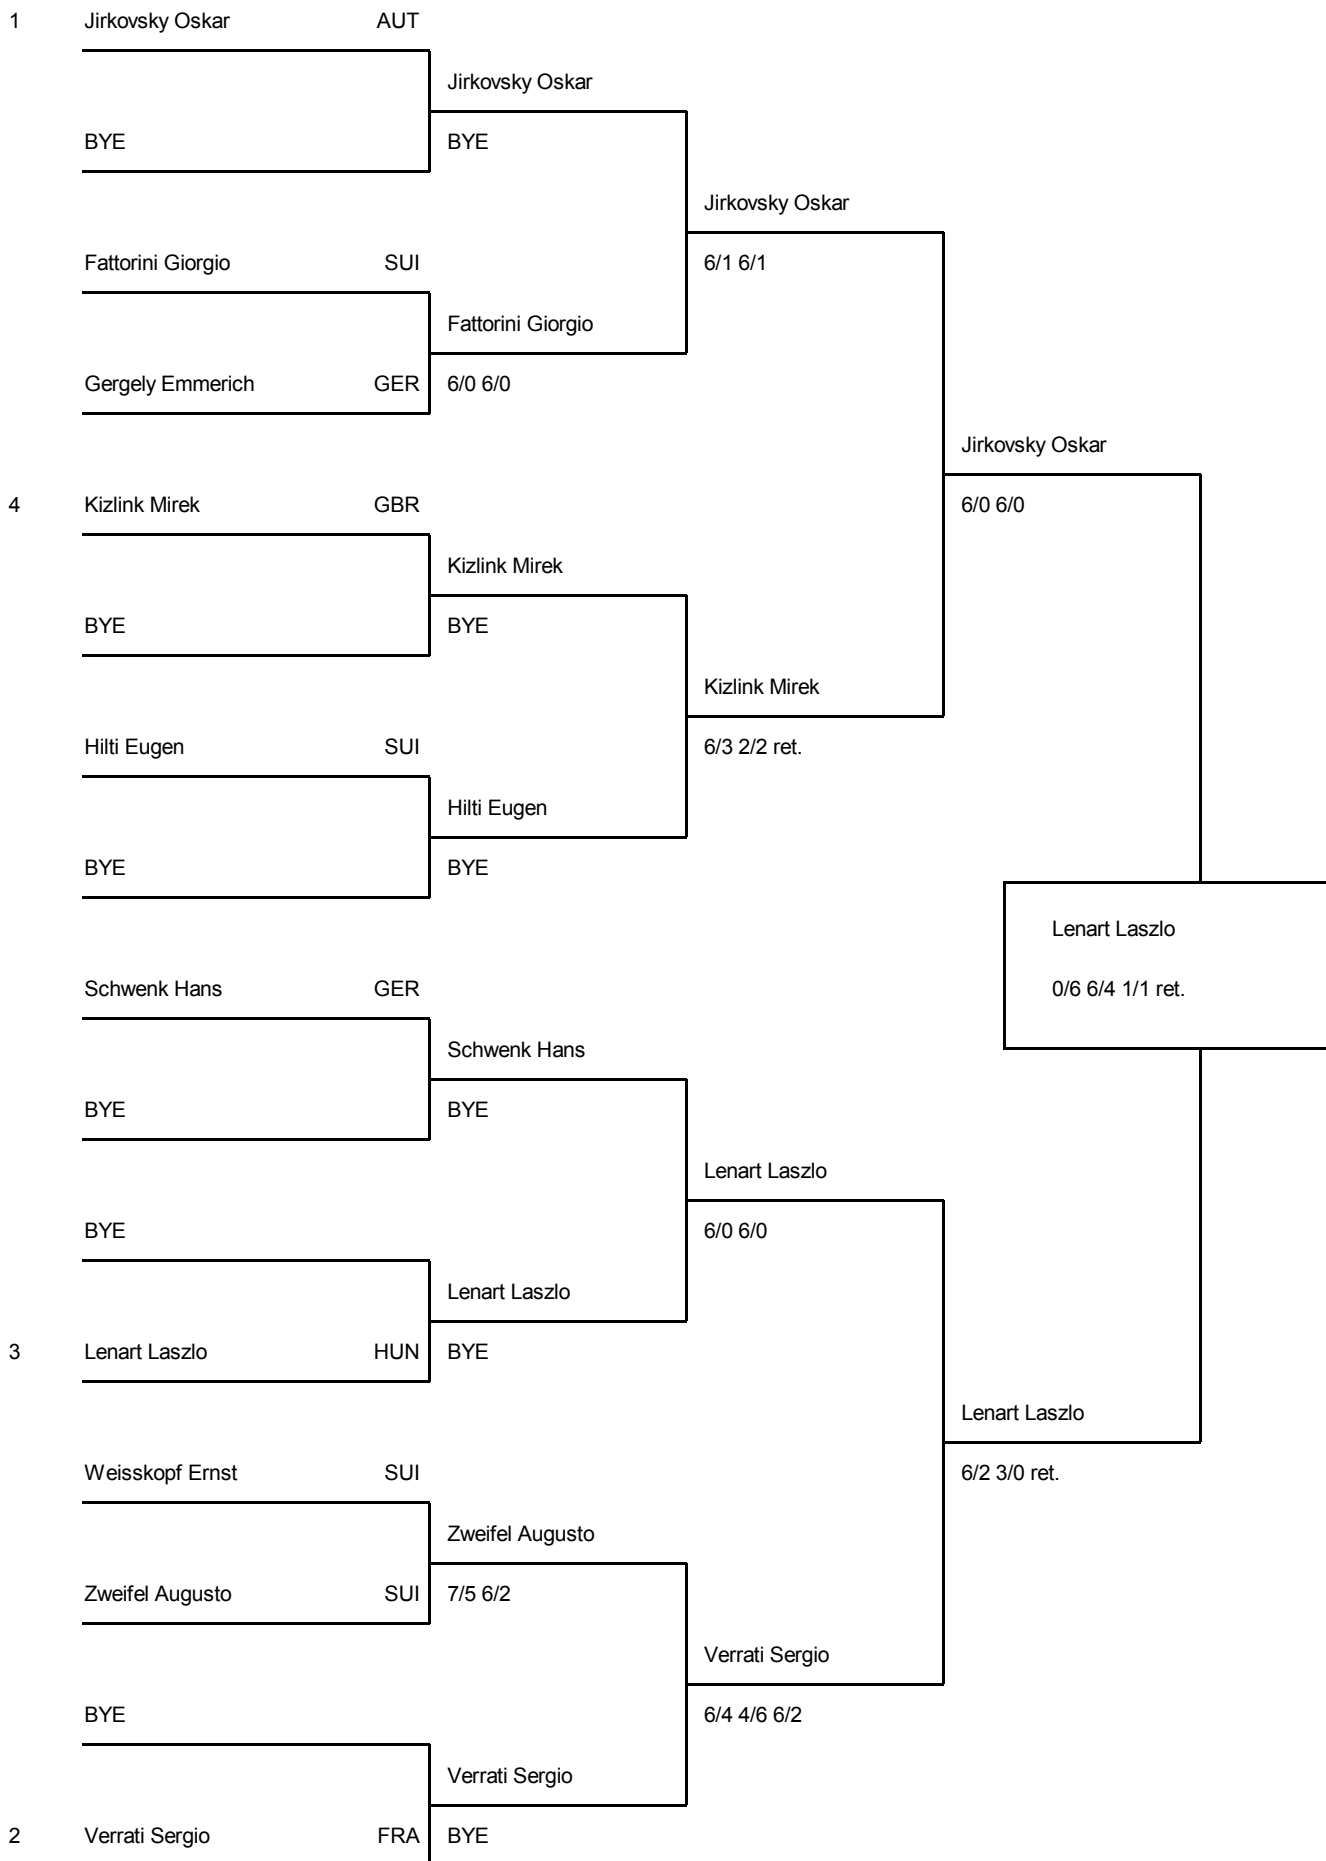 1 Jirkovsky Oskar AUT
Jirkovsky Oskar
BYE BYE
Jirkovsky Oskar
Fattorini Giorgio SUI 6/1 6/1
Fattorini Giorgio
Gergely Emmerich GER 6/0 6/0
Jirkovsky Oskar
4 Kizlink Mirek GBR 6/0 6/0
Kizlink Mirek
BYE BYE
Kizlink Mirek
Hilti Eugen SUI 6/3 2/2 ret.
Hilti Eugen
BYE BYE
Lenart Laszlo
Schwenk Hans GER 0/6 6/4 1/1 ret.
Schwenk Hans
BYE BYE
Lenart Laszlo
BYE 6/0 6/0
Lenart Laszlo
3 Lenart Laszlo HUN BYE
Lenart Laszlo
Weisskopf Ernst SUI 6/2 3/0 ret.
Zweifel Augusto
Zweifel Augusto SUI 7/5 6/2
Verrati Sergio
BYE 6/4 4/6 6/2
Verrati Sergio
2 Verrati Sergio FRA BYE